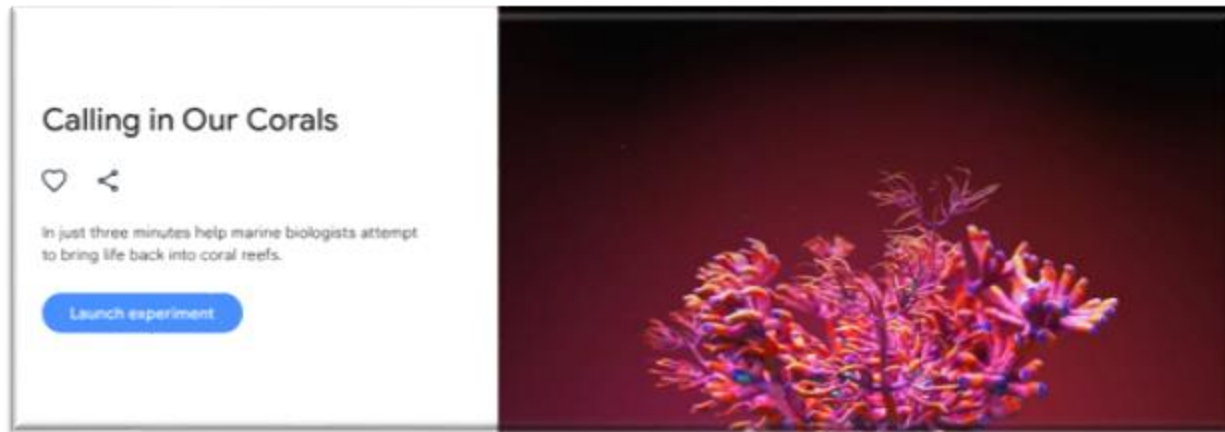 Calling in Our Corals
In just three minutes help marine biologists attempt
to bring life back into coral reefs.
Launch experiment